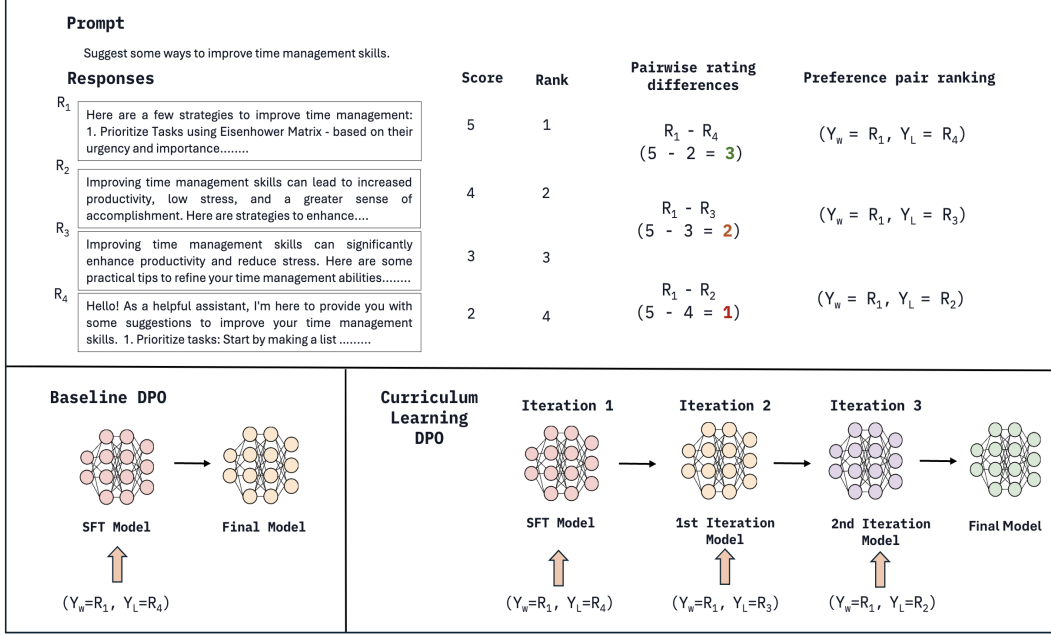 Prompt
Suggest some ways to improve time management skills.
Responses
Score
Rank
Pairwise rating
differences
Preference pair ranking
R1
Here are a few strategies to improve time management:
1. Prioritize Tasks using Eisenhower Matrix - based on their
urgency and importance........
5
1
R1 - R4
(5 - 2 = 3)
(Yw = R1, YL = R4)
R2
Improving time management skills can lead to increased
productivity, low stress, and a greater sense of
accomplishment. Here are strategies to enhance....
4
2
R1 - R3
(5 - 3 = 2)
(Yw = R1, YL = R3)
R3
Improving time management skills can significantly
enhance productivity and reduce stress. Here are some
practical tips to refine your time management abilities........
3
3
R4
Hello! As a helpful assistant, I'm here to provide you with
some suggestions to improve your time management
skills. 1. Prioritize tasks: Start by making a list .........
2
4
R1 - R2
(5 - 4 = 1)
(Yw = R1, YL = R2)
Baseline DPO
SFT Model
Final Model
(Yw=R1, YL=R4)
Curriculum
Learning
DPO
Iteration 1
Iteration 2
Iteration 3
SFT Model
1st Iteration
Model
2nd Iteration
Model
Final Model
(Yw=R1, YL=R4)
(Yw=R1, YL=R3)
(Yw=R1, YL=R2)